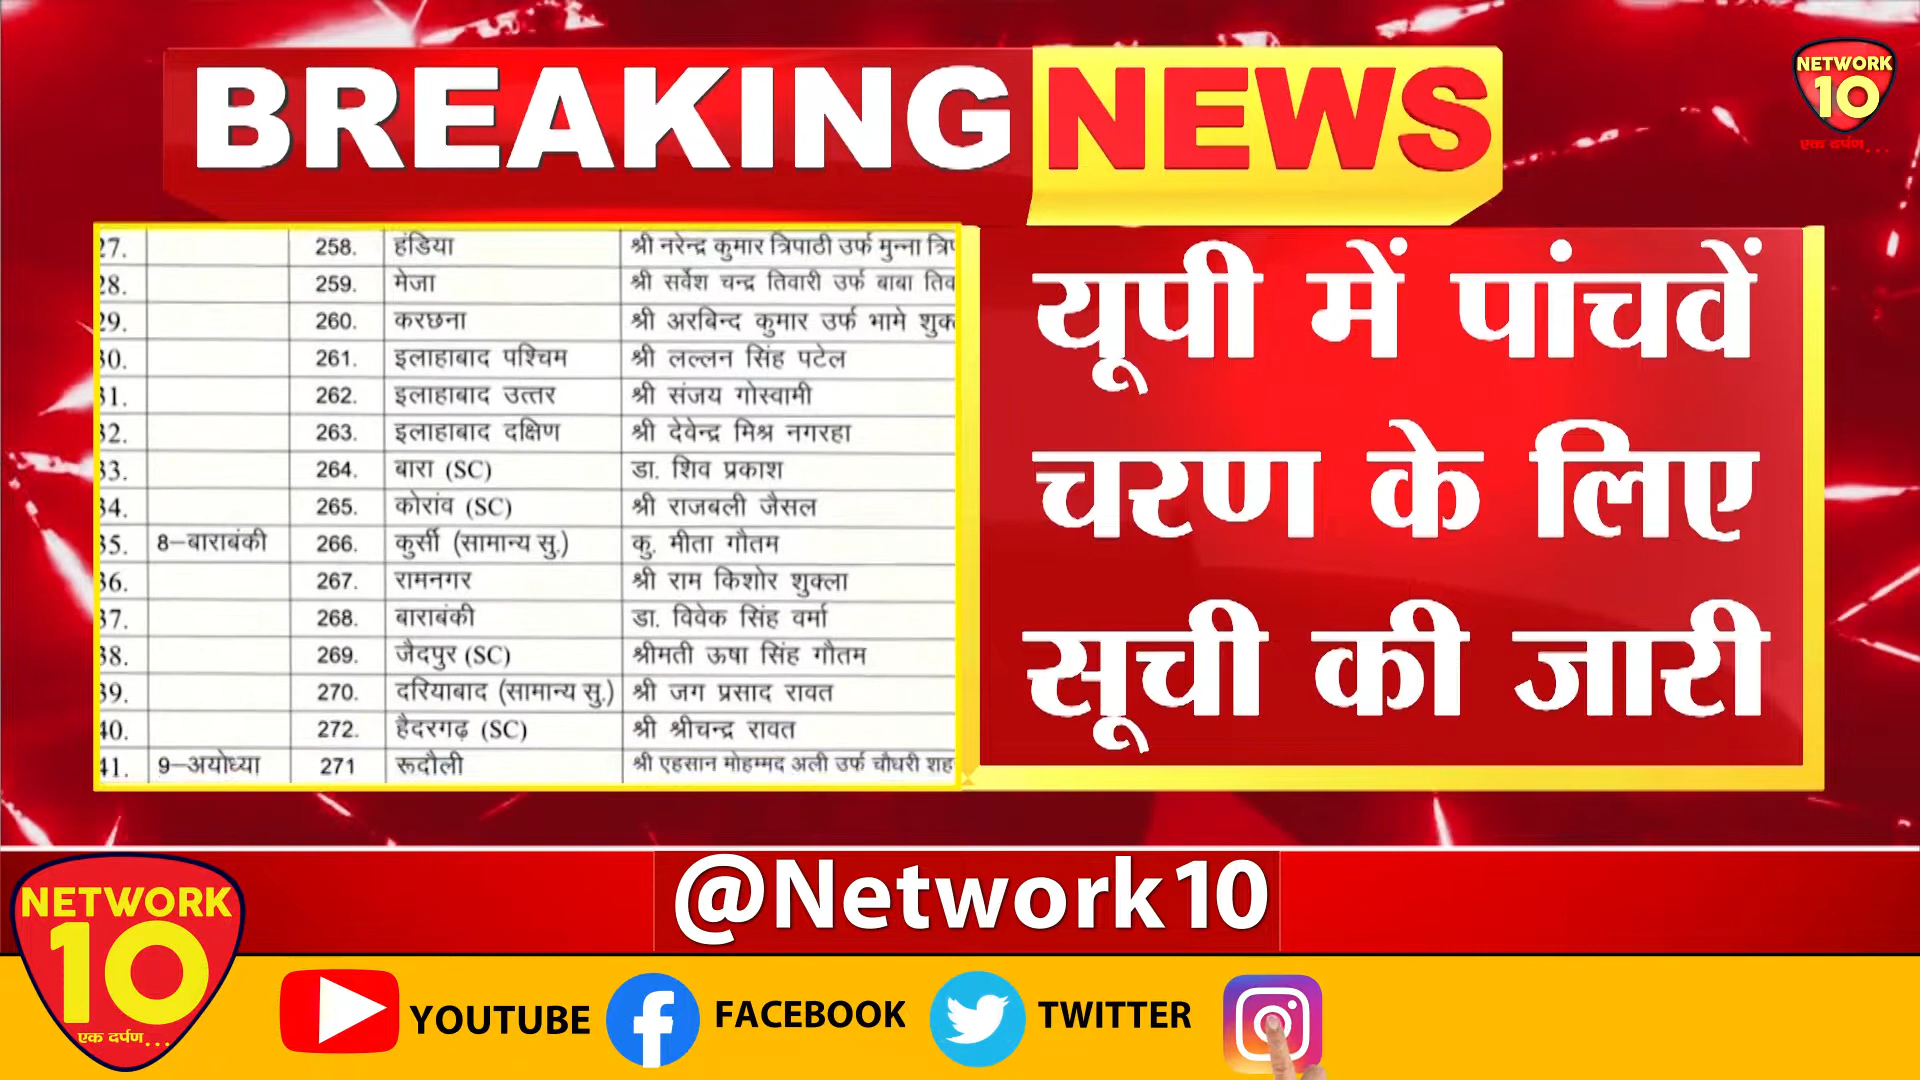 BREAKING NEWS
NETWORK
10
एक दर्पण...
27. 258. हंडिया श्री नरेन्द्र कुमार त्रिपाठी उर्फ मुन्ना
28. 259. मेजा श्री सर्वेश चन्द्र तिवारी उर्फ बाबा
29. 260. करछना श्री अरबिन्द कुमार उर्फ भामे
30. 261. इलाहाबाद पश्चिम श्री लल्लन सिंह पटेल
31. 262. इलाहाबाद उत्तर श्री संजय गोस्वामी
32. 263. इलाहाबाद दक्षिण श्री देवेन्द्र मिश्र नगरहा
33. 264. बारा (SC) डा. शिव प्रकाश
34. 265. कोरांव (SC) श्री राजबली जैसल
35. 8–बाराबंकी 266. कुर्सी (सामान्य सु.) कु. मीता गौतम
36. 267. रामनगर श्री राम किशोर शुक्ला
37. 268. बाराबंकी डा. विवेक सिंह वर्मा
38. 269. जैदपुर (SC) श्रीमती ऊषा सिंह गौतम
39. 270. दरियाबाद (सामान्य सु.) श्री जग प्रसाद रावत
40. 272. हैदरगढ़ (SC) श्री श्रीचन्द्र रावत
41. 9–अयोध्या 271 रूदौली श्री एहसान मोहम्मद अली उर्फ चौधरी
यूपी में पांचवें
चरण के लिए
सूची की जारी
@Network10
NETWORK
10
एक दर्पण...
YOUTUBE FACEBOOK TWITTER